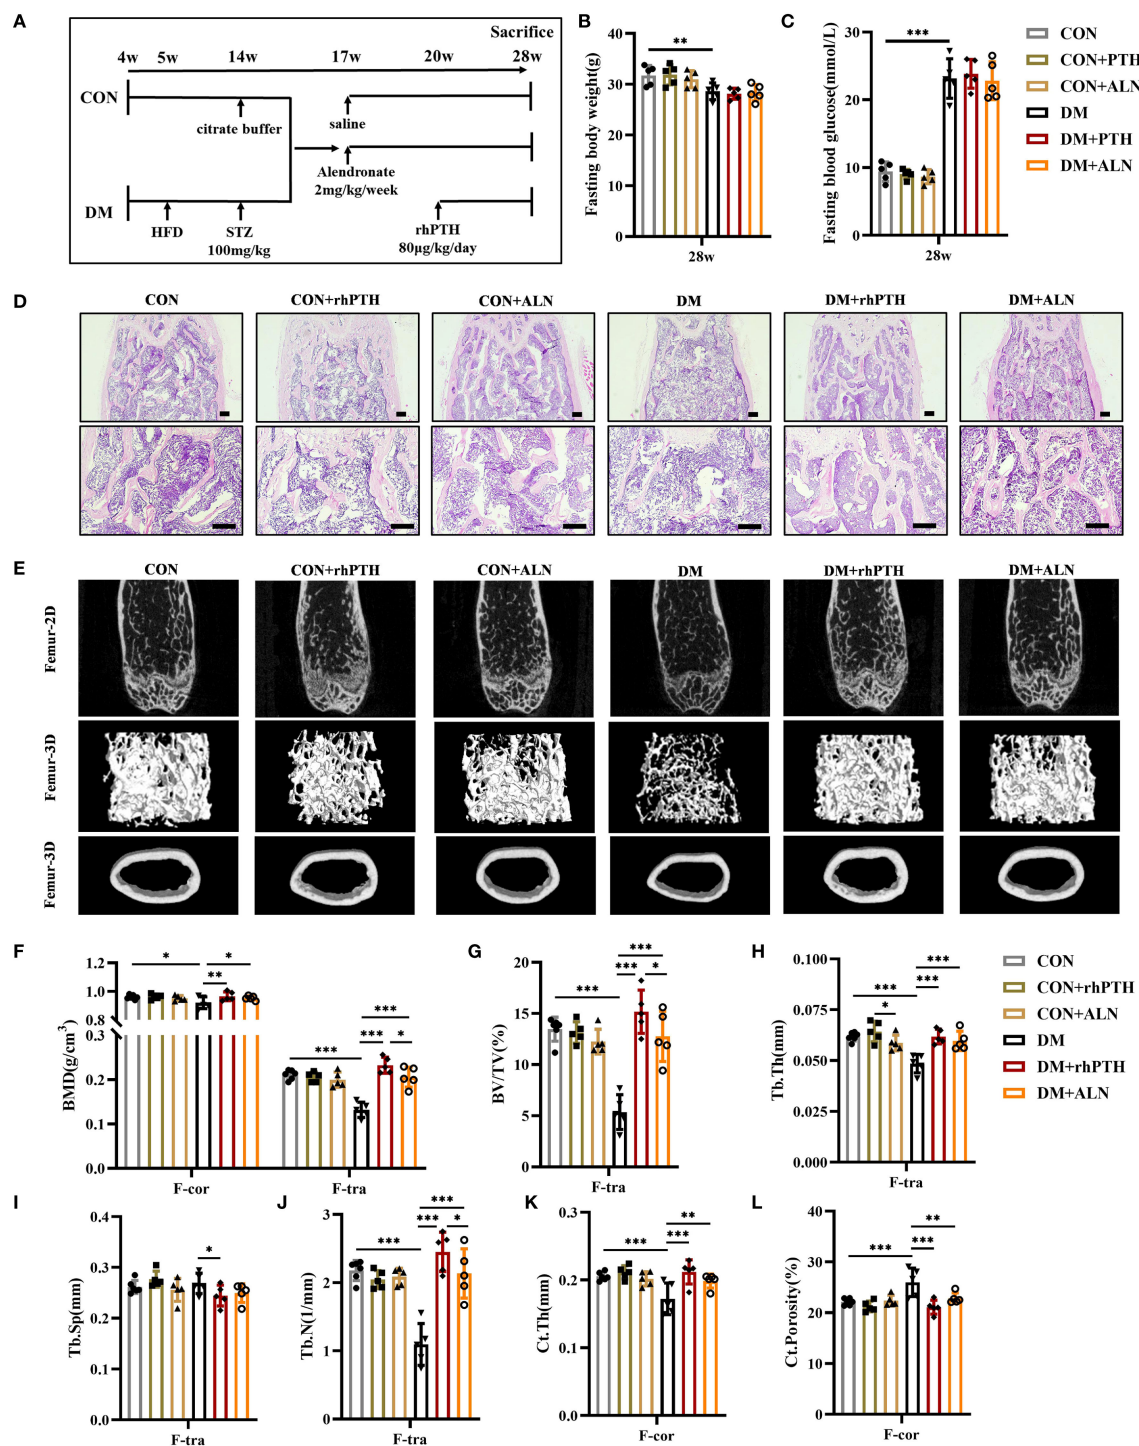 A
Sacrifice
4w 5w 14w 17w 20w 28w
CON
citrate buffer
saline
Alendronate
2mg/kg/week
DM
HFD
STZ
100mg/kg
rhPTH
80μg/kg/day
B
Fasting body weight(g)
40
30
20
10
0
**
28w
C
Fasting blood glucose(mmol/L)
30
20
10
0
***
28w
CON
CON+PTH
CON+ALN
DM
DM+PTH
DM+ALN
D
CON CON+rhPTH CON+ALN DM DM+rhPTH DM+ALN
E
CON CON+rhPTH CON+ALN DM DM+rhPTH DM+ALN
Femur-2D
Femur-3D
Femur-3D
F
BMD(g/cm3)
1.2
1.0
0.8
0.3
0.2
0.1
0.0
* ** *
*** *** * ***
F-cor F-tra
G
BV/TV(%)
20
15
10
5
0
*** *** * ***
F-tra
H
Tb.Th(mm)
0.100
0.075
0.050
0.025
0.000
*** * *** ***
F-tra
CON
CON+rhPTH
CON+ALN
DM
DM+rhPTH
DM+ALN
I
Tb.Sp(mm)
0.4
0.3
0.2
0.1
0.0
*
F-tra
J
Tb.N(1/mm)
3
2
1
0
*** *** * ***
F-tra
K
Ct.Th(mm)
0.3
0.2
0.1
0.0
*** *** **
F-cor
L
Ct.Porosity(%)
40
30
20
10
0
*** *** **
F-cor